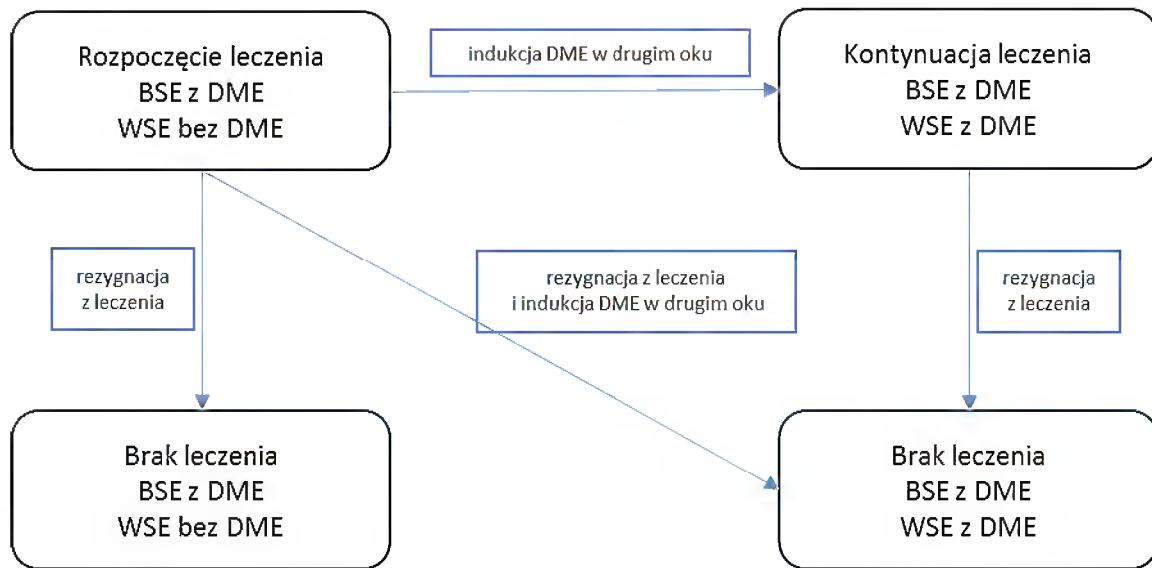 Rozpoczęcie leczenia
BSE z DME
WSE bez DME
indukcja DME w drugim oku
Kontynuacja leczenia
BSE z DME
WSE z DME
rezygnacja
z leczenia
rezygnacja z leczenia
i indukcja DME w drugim oku
rezygnacja
z leczenia
Brak leczenia
BSE z DME
WSE bez DME
Brak leczenia
BSE z DME
WSE z DME